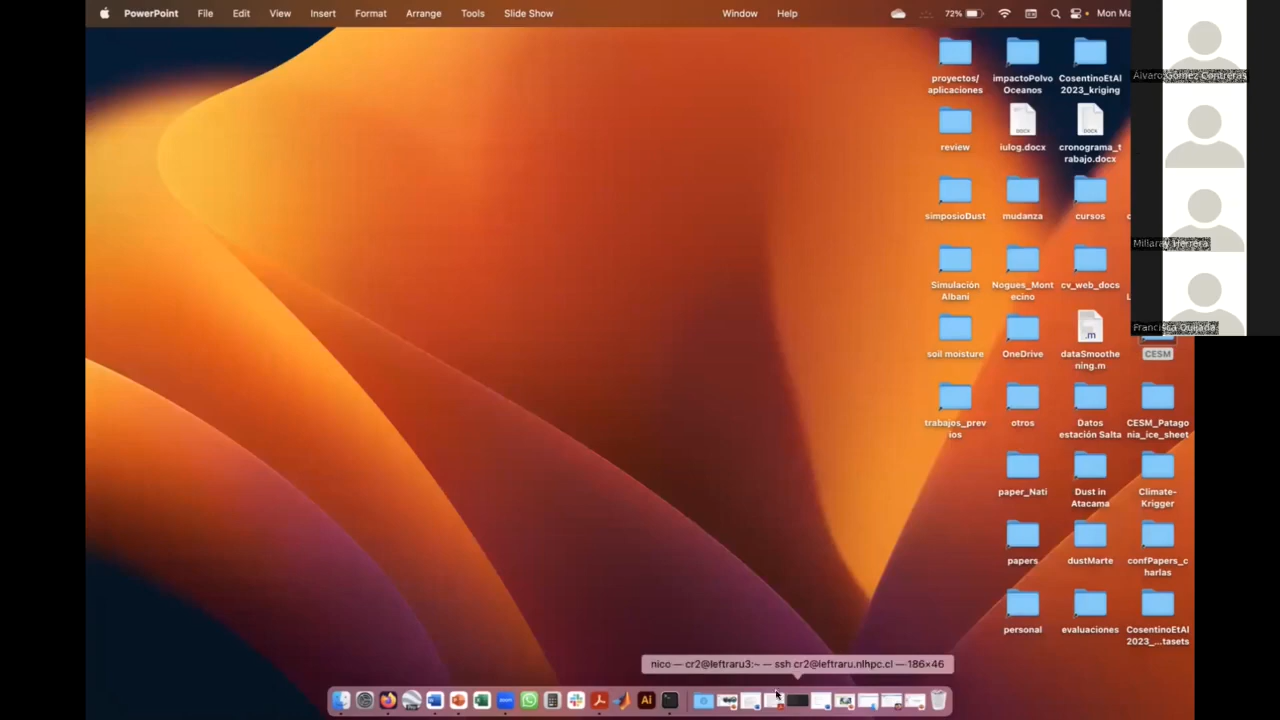 PowerPoint File Edit View Insert Format Arrange Tools Slide Show Window Help 72% Mon Ma
Alvaro Gómez Contreras
Millaray Herrera
Francisca Quijada
proyectos/
aplicaciones
impactoPolvo
Oceanos
CosentinoEtAl
2023_kriging
review
iulog.docx
cronograma_t
rabajo.docx
simposioDust
mudanza
cursos
Simulación
Albani
Nogues_Mont
ecino
cv_web_docs
soil moisture
OneDrive
dataSmoothe
ning.m
CESM
trabajos_prev
ios
otros
Datos
estación Salta
CESM_Patago
nia_ice_sheet
paper_Nati
Dust in
Atacama
Climate-
Krigger
papers
dustMarte
confPapers_c
harlas
personal
evaluaciones
CosentinoEtAl
2023_...tasets
nico — cr2@leftraru3:~ — ssh cr2@leftraru.nlhpc.cl — 186×46